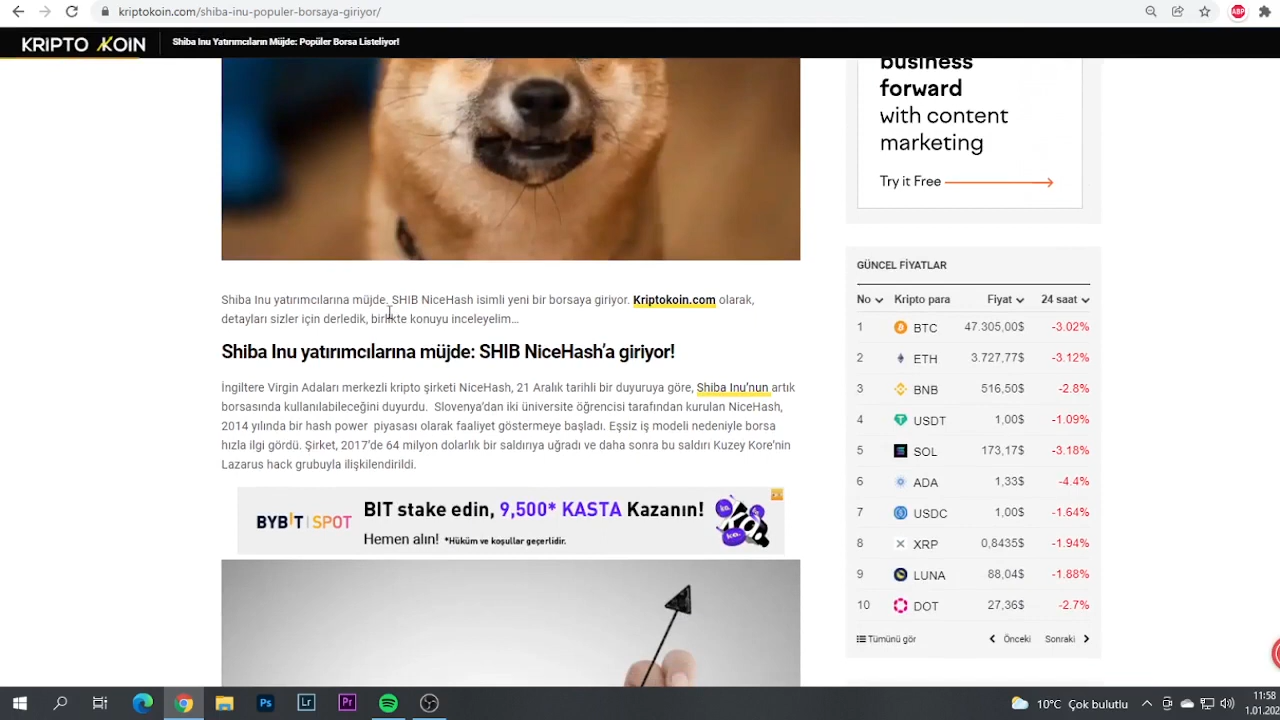 kriptokoin.com/shiba-inu-populer-borsaya-giriyor/
ABP
KRIPTO KOIN
Shiba Inu Yatırımcıların Müjde: Popüler Borsa Listeliyor!
business
forward
with content
marketing
Try it Free
Shiba Inu yatırımcılarına müjde. SHIB NiceHash isimli yeni bir borsaya giriyor. Kriptokoin.com olarak,
detayları sizler için derledik, birlikte konuyu inceleyelim…
Shiba Inu yatırımcılarına müjde: SHIB NiceHash’a giriyor!
İngiltere Virgin Adaları merkezli kripto şirketi NiceHash, 21 Aralık tarihli bir duyuruya göre, Shiba Inu’nun artık
borsasında kullanılabileceğini duyurdu. Slovenya’dan iki üniversite öğrencisi tarafından kurulan NiceHash,
2014 yılında bir hash power piyasası olarak faaliyet göstermeye başladı. Eşsiz iş modeli nedeniyle borsa
hızla ilgi gördü. Şirket, 2017’de 64 milyon dolarlık bir saldırıya uğradı ve daha sonra bu saldırı Kuzey Kore’nin
Lazarus hack grubuyla ilişkilendirildi.
BYBIT | SPOT
BIT stake edin, 9,500* KASTA Kazanın!
Hemen alın! *Hüküm ve koşullar geçerlidir.
GÜNCEL FİYATLAR
No Kripto para Fiyat 24 saat
1 BTC 47.305,00$ -3.02%
2 ETH 3.727,77$ -3.12%
3 BNB 516,50$ -2.8%
4 USDT 1,00$ -1.09%
5 SOL 173,17$ -3.18%
6 ADA 1,33$ -4.4%
7 USDC 1,00$ -1.64%
8 XRP 0,8435$ -1.94%
9 LUNA 88,04$ -1.88%
10 DOT 27,36$ -2.7%
Tümünü gör Önceki Sonraki
Ps Lr Pr
10°C Çok bulutlu
11:58